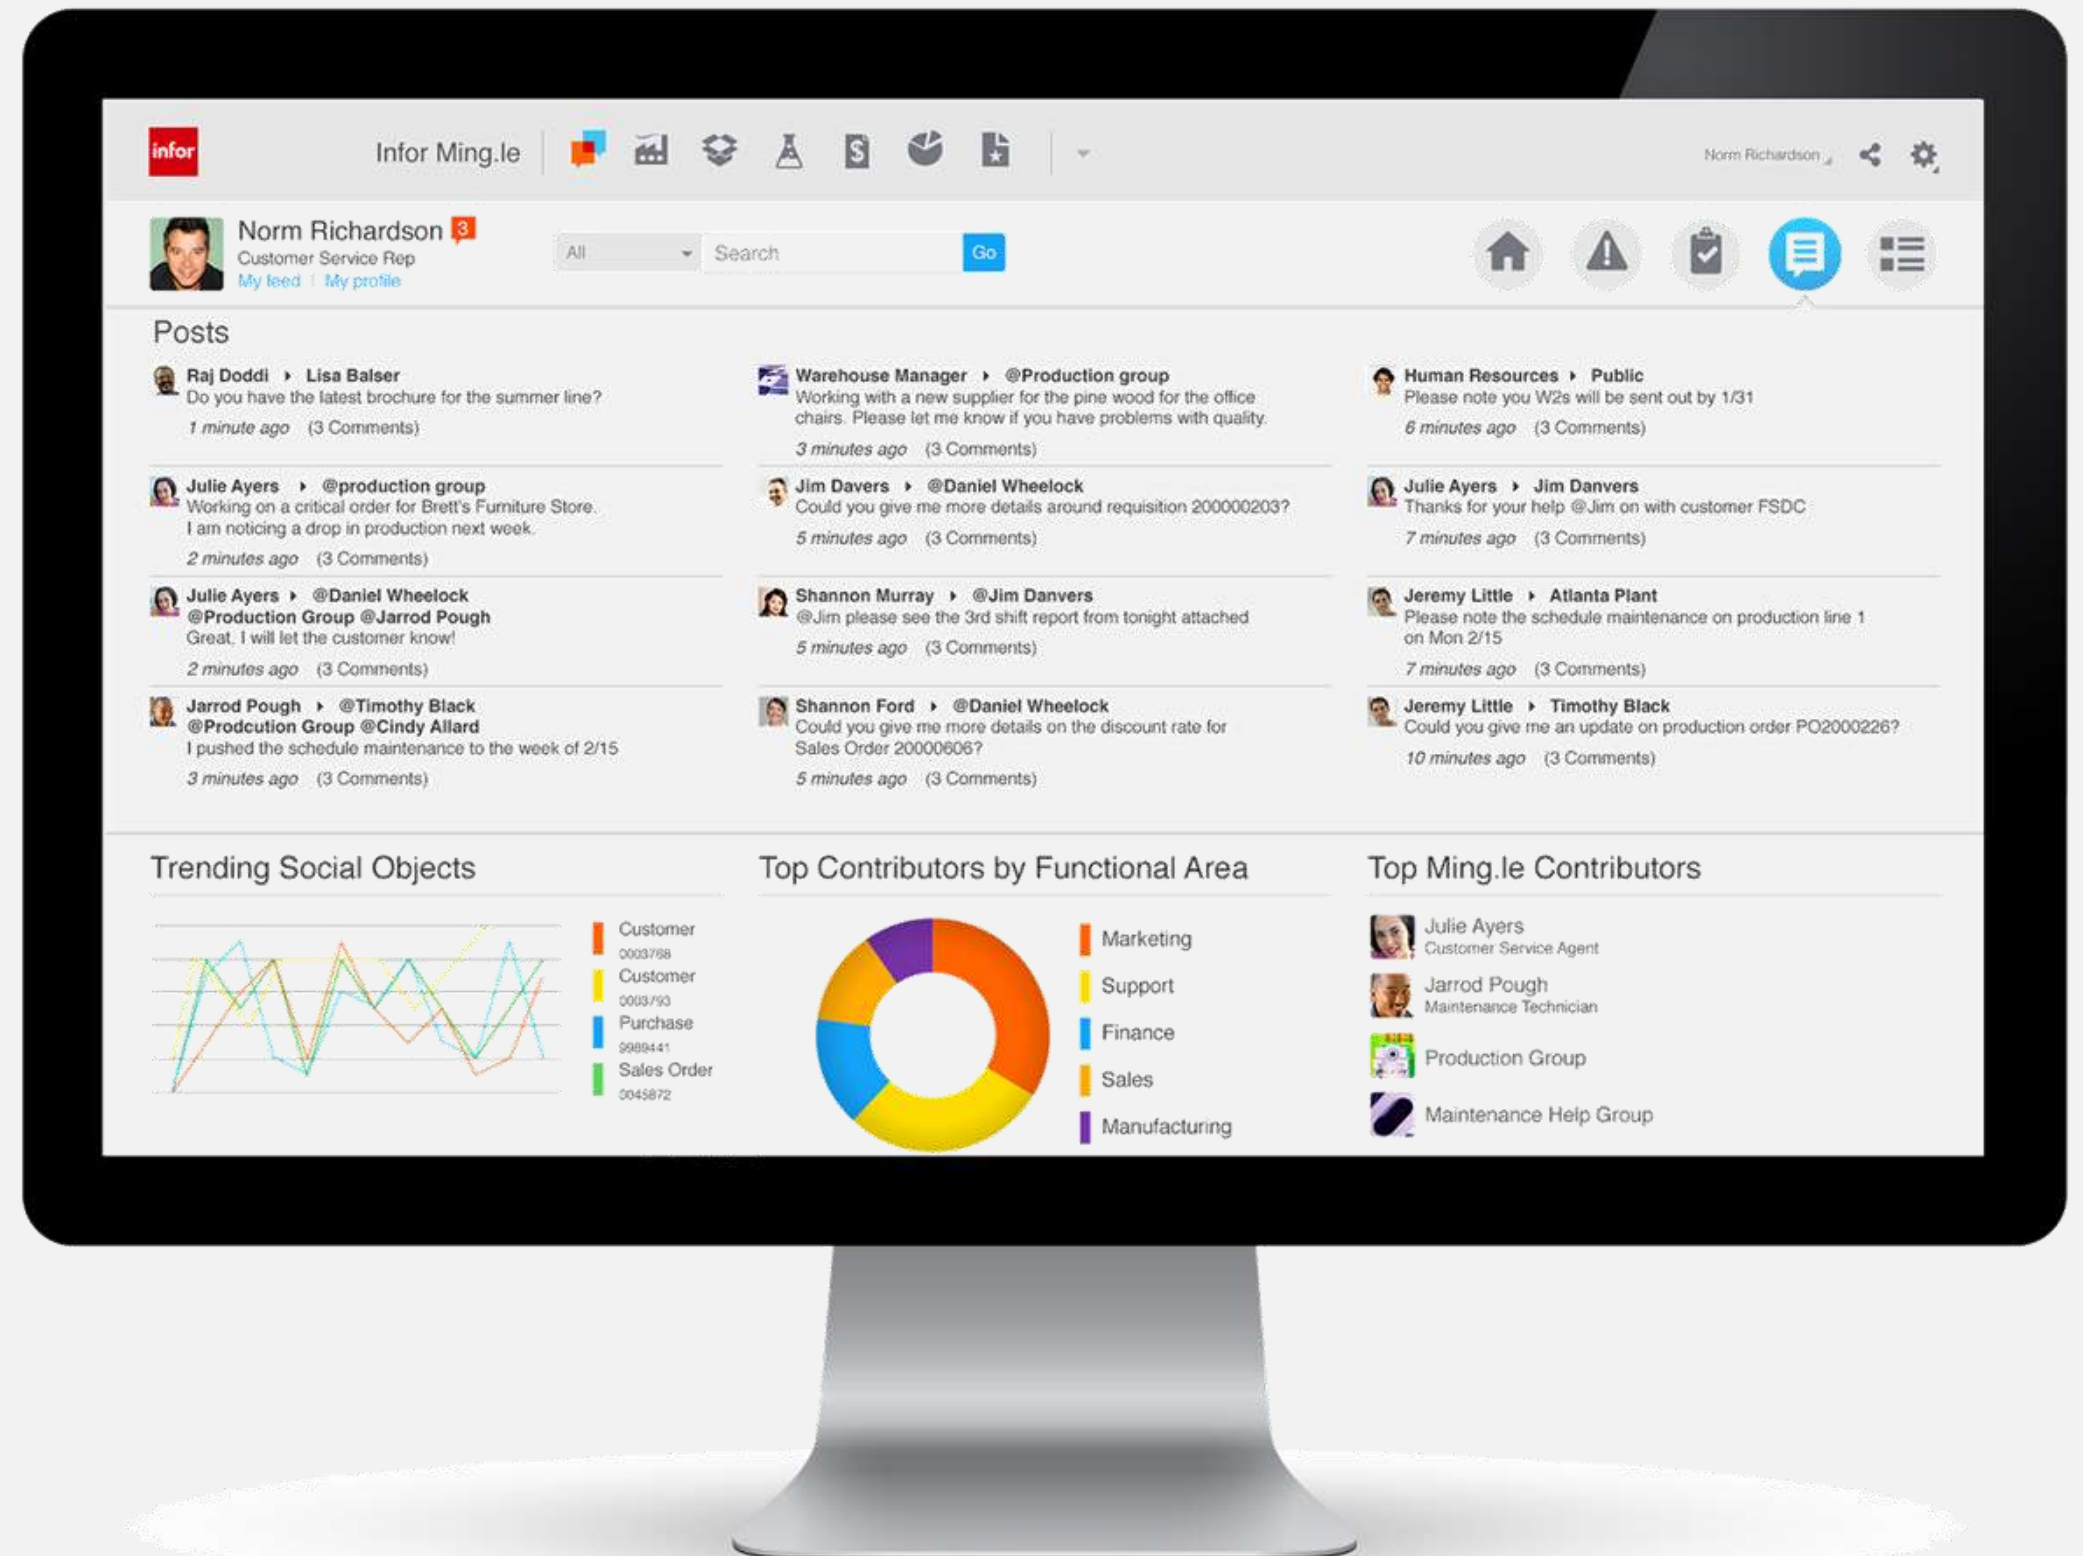 infor
Infor Ming.le
Norm Richardson
Norm Richardson 3
Customer Service Rep
My feed | My profile
All
Search
Go
Posts
Raj Doddi Lisa Balser
Do you have the latest brochure for the summer line?
1 minute ago (3 Comments)
Julie Ayers @production group
Working on a critical order for Brett's Furniture Store.
I am noticing a drop in production next week.
2 minutes ago (3 Comments)
Julie Ayers @Daniel Wheelock
@Production Group @Jarrod Pough
Great, I will let the customer know!
2 minutes ago (3 Comments)
Jarrod Pough @Timothy Black
@Prodcution Group @Cindy Allard
I pushed the schedule maintenance to the week of 2/15
3 minutes ago (3 Comments)
Warehouse Manager @Production group
Working with a new supplier for the pine wood for the office
chairs. Please let me know if you have problems with quality.
3 minutes ago (3 Comments)
Jim Davers @Daniel Wheelock
Could you give me more details around requisition 200000203?
5 minutes ago (3 Comments)
Shannon Murray @Jim Danvers
@Jim please see the 3rd shift report from tonight attached
5 minutes ago (3 Comments)
Shannon Ford @Daniel Wheelock
Could you give me more details on the discount rate for
Sales Order 20000606?
5 minutes ago (3 Comments)
Human Resources Public
Please note you W2s will be sent out by 1/31
6 minutes ago (3 Comments)
Julie Ayers Jim Danvers
Thanks for your help @Jim on with customer FSDC
7 minutes ago (3 Comments)
Jeremy Little Atlanta Plant
Please note the schedule maintenance on production line 1
on Mon 2/15
7 minutes ago (3 Comments)
Jeremy Little Timothy Black
Could you give me an update on production order PO2000226?
10 minutes ago (3 Comments)
Trending Social Objects
Customer
0003768
Customer
0003793
Purchase
9989441
Sales Order
0045872
Top Contributors by Functional Area
Marketing
Support
Finance
Sales
Manufacturing
Top Ming.le Contributors
Julie Ayers
Customer Service Agent
Jarrod Pough
Maintenance Technician
Production Group
Maintenance Help Group